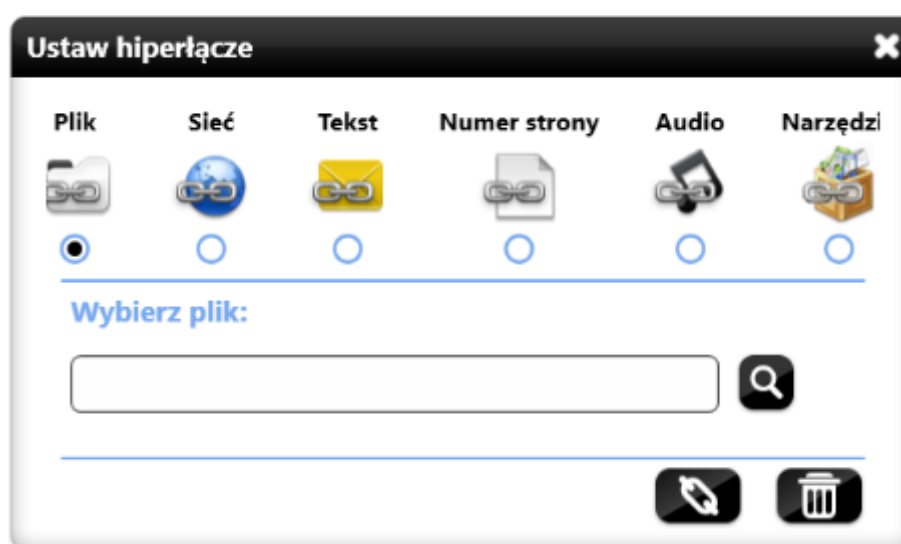 Ustaw hiperłącze
Plik Sieć Tekst Numer strony Audio Narzędzi
Wybierz plik: